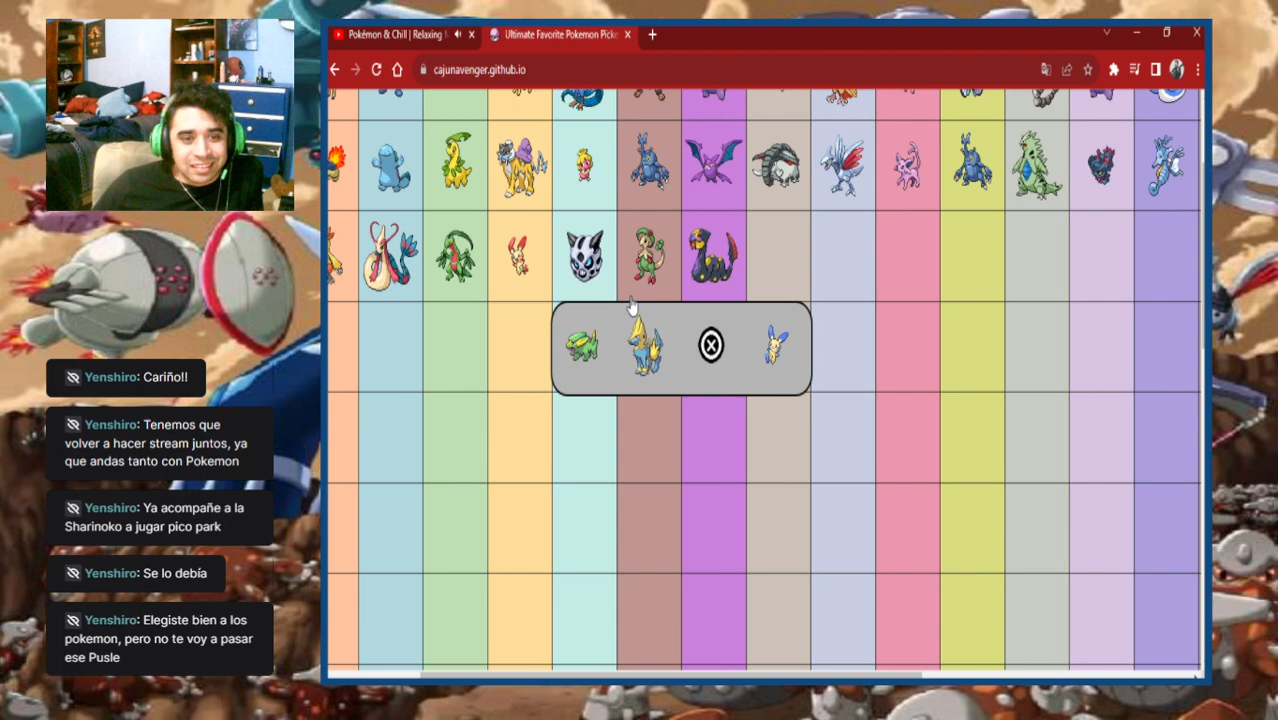 Pokémon & Chill | Relaxing
Ultimate Favorite Pokemon Picke
cajunavenger.github.io
Yenshiro: Cariño!!
Yenshiro: Tenemos que
volver a hacer stream juntos, ya
que andas tanto con Pokemon
Yenshiro: Ya acompañe a la
Sharinoko a jugar pico park
Yenshiro: Se lo debía
Yenshiro: Elegiste bien a los
pokemon, pero no te voy a pasar
ese Pusle